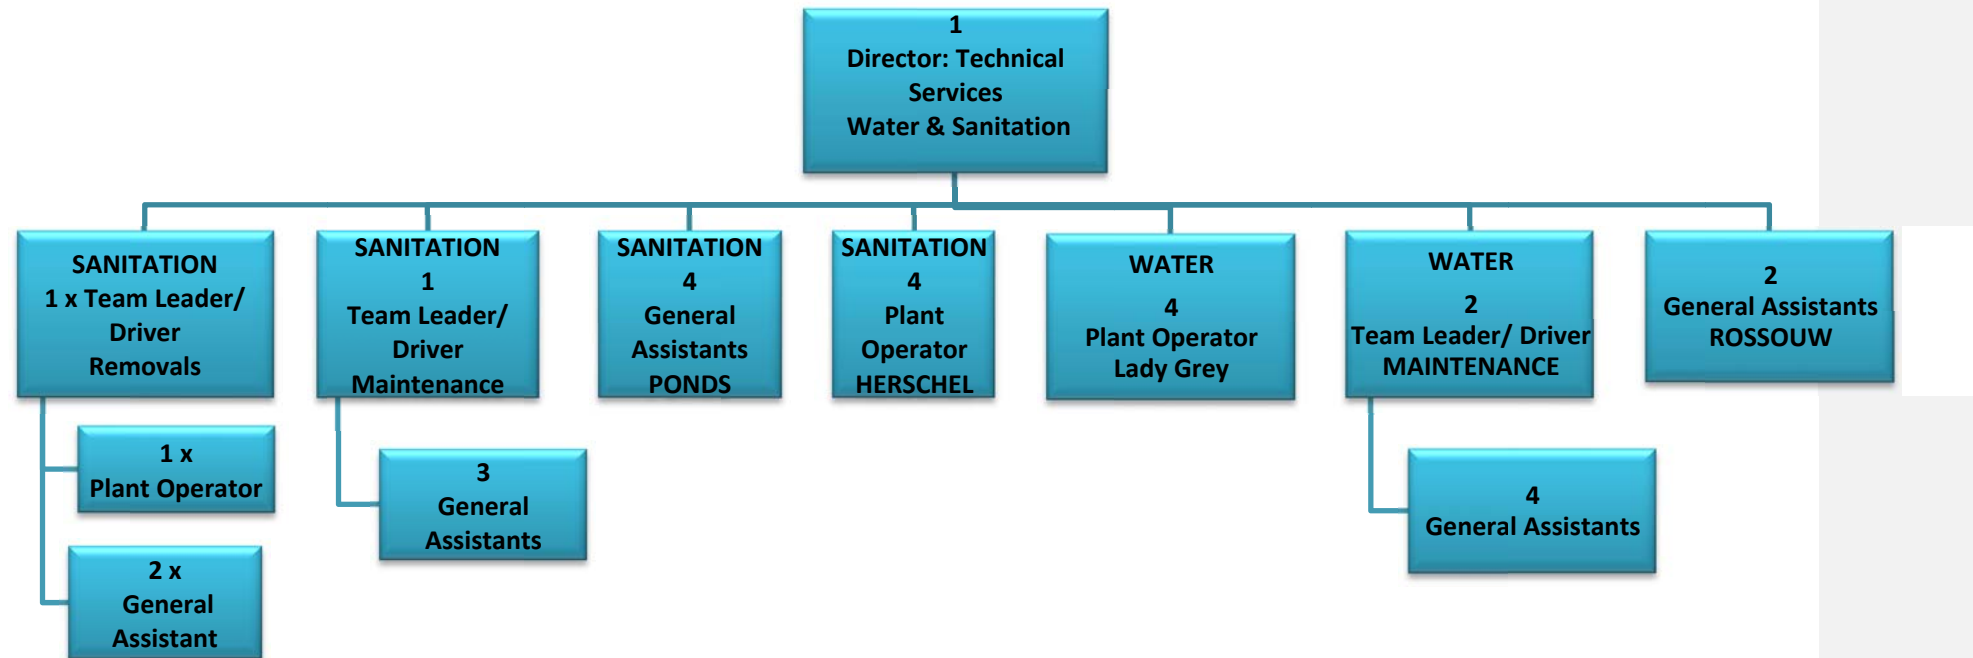 1
Director: Technical
Services
Water & Sanitation
SANITATION
1 x Team Leader/
Driver
Removals
SANITATION
1
Team Leader/
Driver
Maintenance
SANITATION
4
General
Assistants
PONDS
SANITATION
4
Plant
Operator
HERSCHEL
WATER
4
Plant Operator
Lady Grey
WATER
2
Team Leader/ Driver
MAINTENANCE
2
General Assistants
ROSSOUW
1 x
Plant Operator
2 x
General
Assistant
3
General
Assistants
4
General Assistants